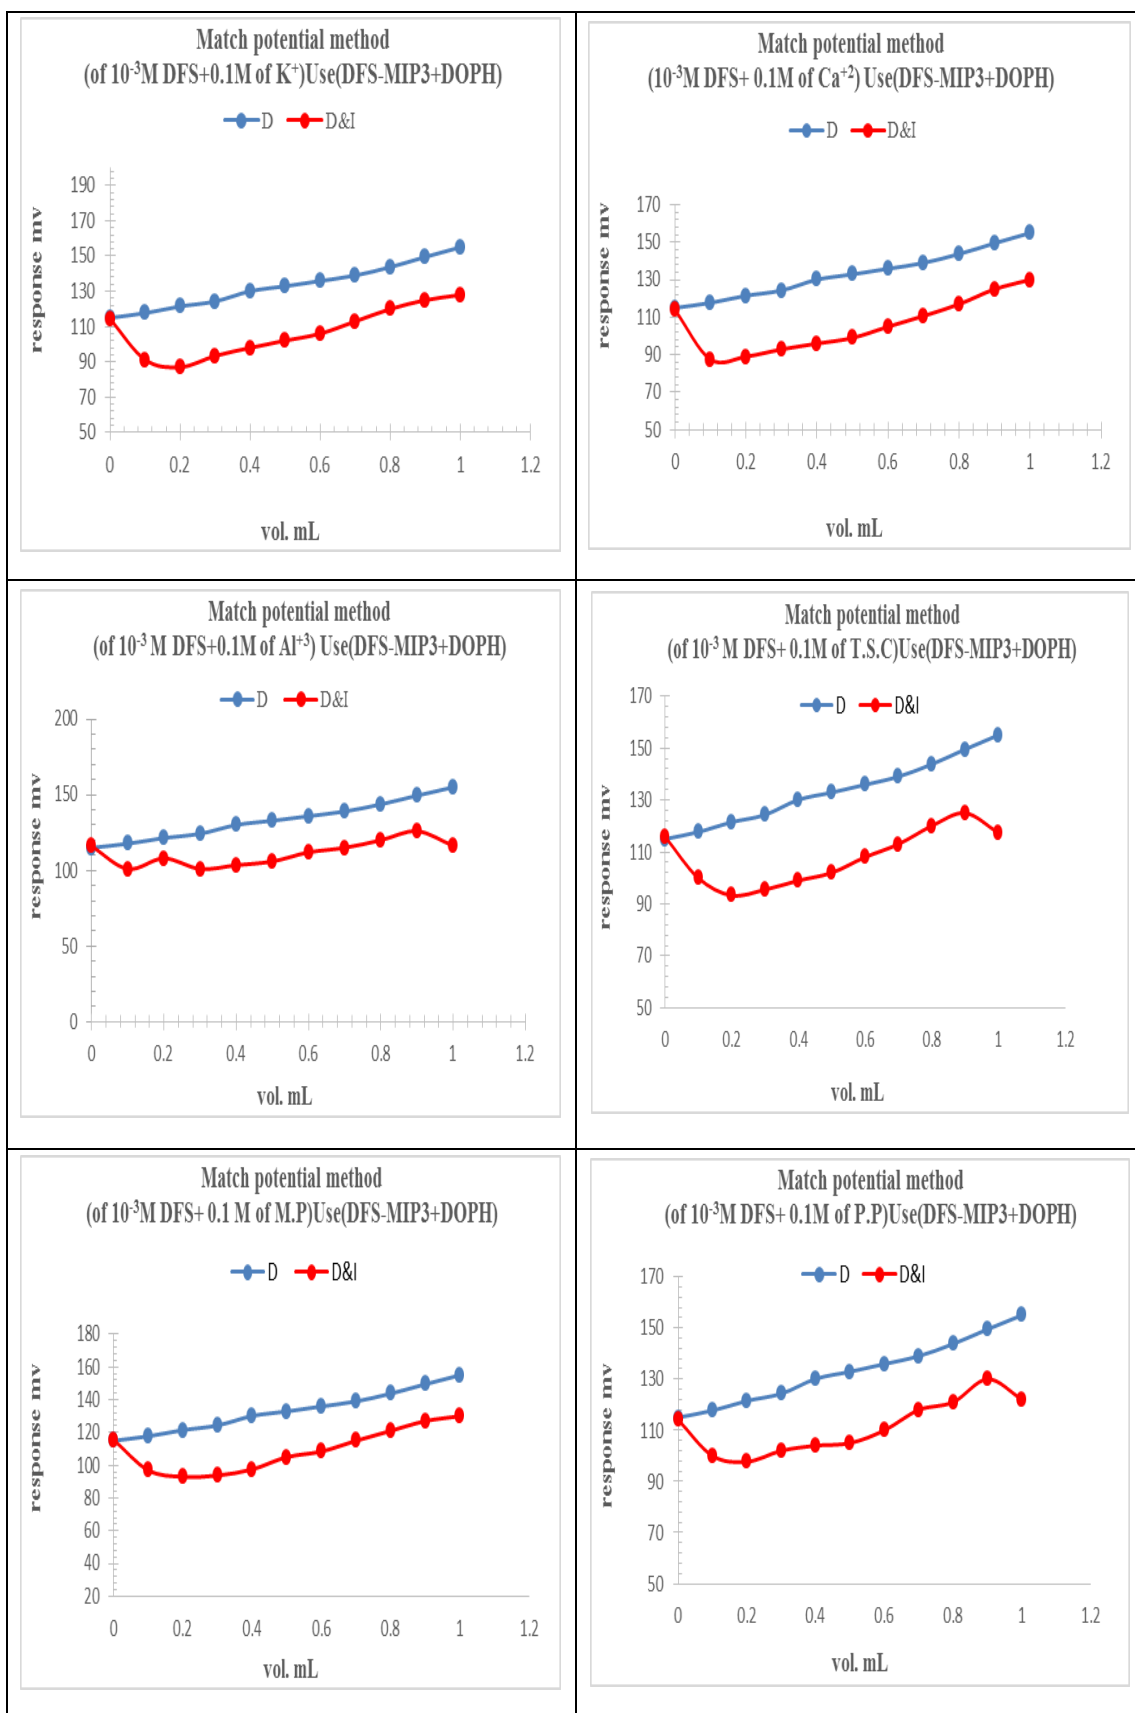 Match potential method
(of 10⁻³M DFS+0.1M of K⁺)Use(DFS-MIP3+DOPH)
D D&I
190
170
150
130
110
90
70
50
response mv
0 0.2 0.4 0.6 0.8 1 1.2
vol. mL
Match potential method
(10⁻³M DFS+ 0.1M of Ca⁺²) Use(DFS-MIP3+DOPH)
D D&I
170
150
130
110
90
70
50
response mv
0 0.2 0.4 0.6 0.8 1 1.2
vol. mL
Match potential method
(of 10⁻³ M DFS+0.1M of Al⁺³) Use(DFS-MIP3+DOPH)
D D&I
200
150
100
50
0
response mv
0 0.2 0.4 0.6 0.8 1 1.2
vol. mL
Match potential method
(of 10⁻³ M DFS+ 0.1M of T.S.C)Use(DFS-MIP3+DOPH)
D D&I
170
150
130
110
90
70
50
response mv
0 0.2 0.4 0.6 0.8 1 1.2
vol. mL
Match potential method
(of 10⁻³M DFS+ 0.1 M of M.P)Use(DFS-MIP3+DOPH)
D D&I
180
160
140
120
100
80
60
40
20
response mv
0 0.2 0.4 0.6 0.8 1 1.2
vol. mL
Match potential method
(of 10⁻³M DFS+ 0.1M of P.P)Use(DFS-MIP3+DOPH)
D D&I
170
150
130
110
90
70
50
response mv
0 0.2 0.4 0.6 0.8 1 1.2
vol. mL